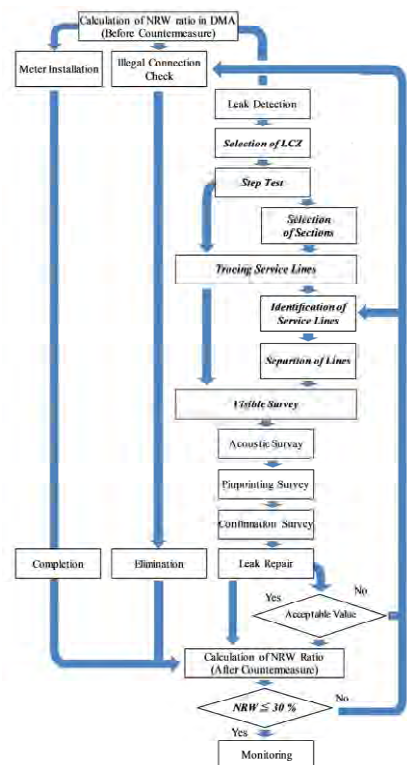 Calculation of NRW ratio in DMA
(Before Countermeasure)
Meter Installation
Illegal Connection
Check
Leak Detection
Selection of LCZ
Step Test
Selection
of Sections
Tracing Service Lines
Identification of
Service Lines
Separtion of Lines
Visible Survey
Acoustic Survay
Pinpointing Survey
Confirmation Survey
Completion
Elimination
Leak Repair
Yes
No
Acceptable Value
Calculation of NRW Ratio
(After Countermeasure)
NRW ≦ 30 %
No
Yes
Monitoring